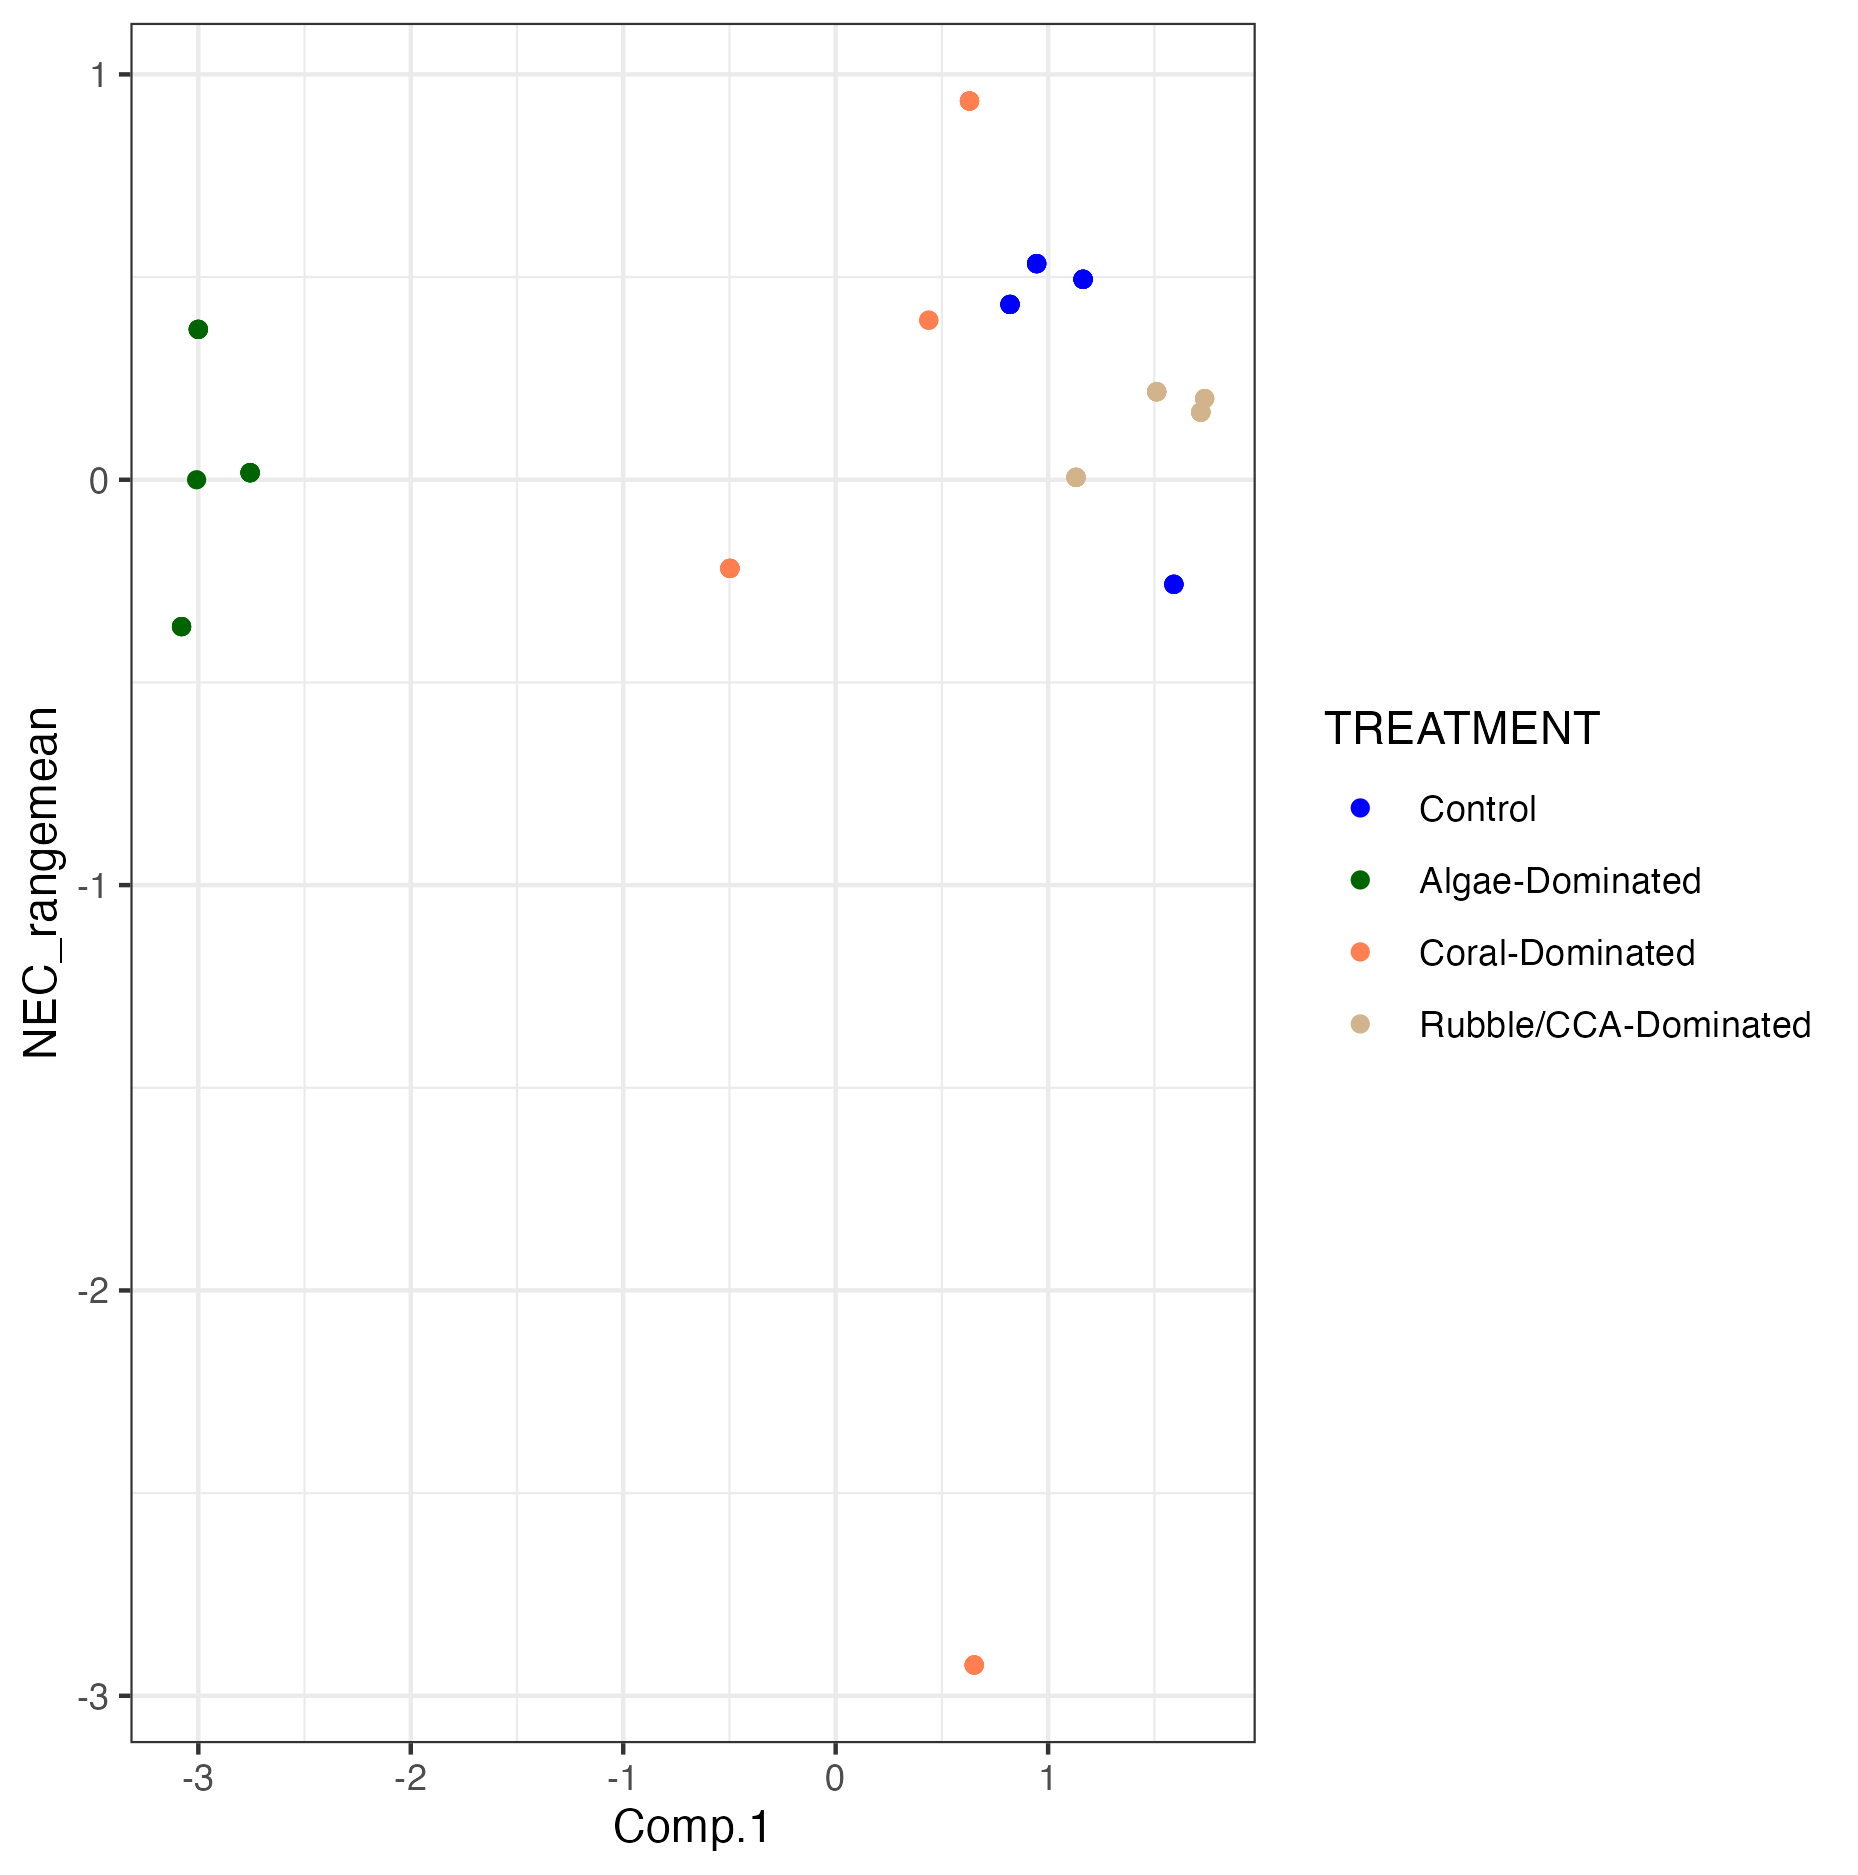 1
0
-1
-2
-3
NEC_rangemean
-3 -2 -1 0 1
Comp.1
TREATMENT
Control
Algae-Dominated
Coral-Dominated
Rubble/CCA-Dominated